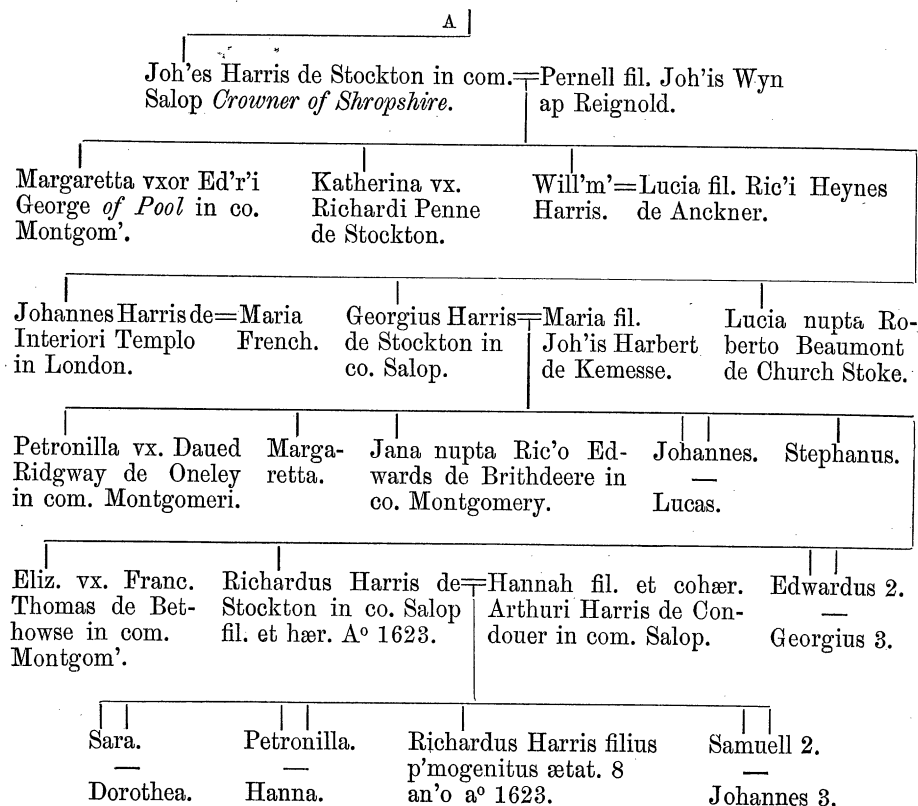 A
Joh'es Harris de Stockton in com.=Pernell fil. Joh'is Wyn
Salop Crowner of Shropshire. ap Reignold.
Margaretta vxor Ed'r'i
George of Pool in co.
Montgom'.
Katherina vx.
Richardi Penne
de Stockton.
Will'm'=Lucia fil. Ric'i Heynes
Harris. de Anckner.
Johannes Harris de=Maria
Interiori Templo French.
in London.
Georgius Harris=Maria fil.
de Stockton in Joh'is Harbert
co. Salop. de Kemesse.
Lucia nupta Ro-
berto Beaumont
de Church Stoke.
Petronilla vx. Daued
Ridgway de Oneley
in com. Montgomeri.
Marga-
retta.
Jana nupta Ric'o Ed-
wards de Brithdeere in
co. Montgomery.
Johannes.
—
Lucas.
Stephanus.
Eliz. vx. Franc.
Thomas de Bet-
howse in com.
Montgom'.
Richardus Harris de=Hannah fil. et cohær.
Stockton in co. Salop Arthuri Harris de Con-
fil. et hær. Aº 1623. douer in com. Salop.
Edwardus 2.
—
Georgius 3.
Sara.
—
Dorothea.
Petronilla.
—
Hanna.
Richardus Harris filius
p'mogenitus ætat. 8
an'o aº 1623.
Samuell 2.
—
Johannes 3.